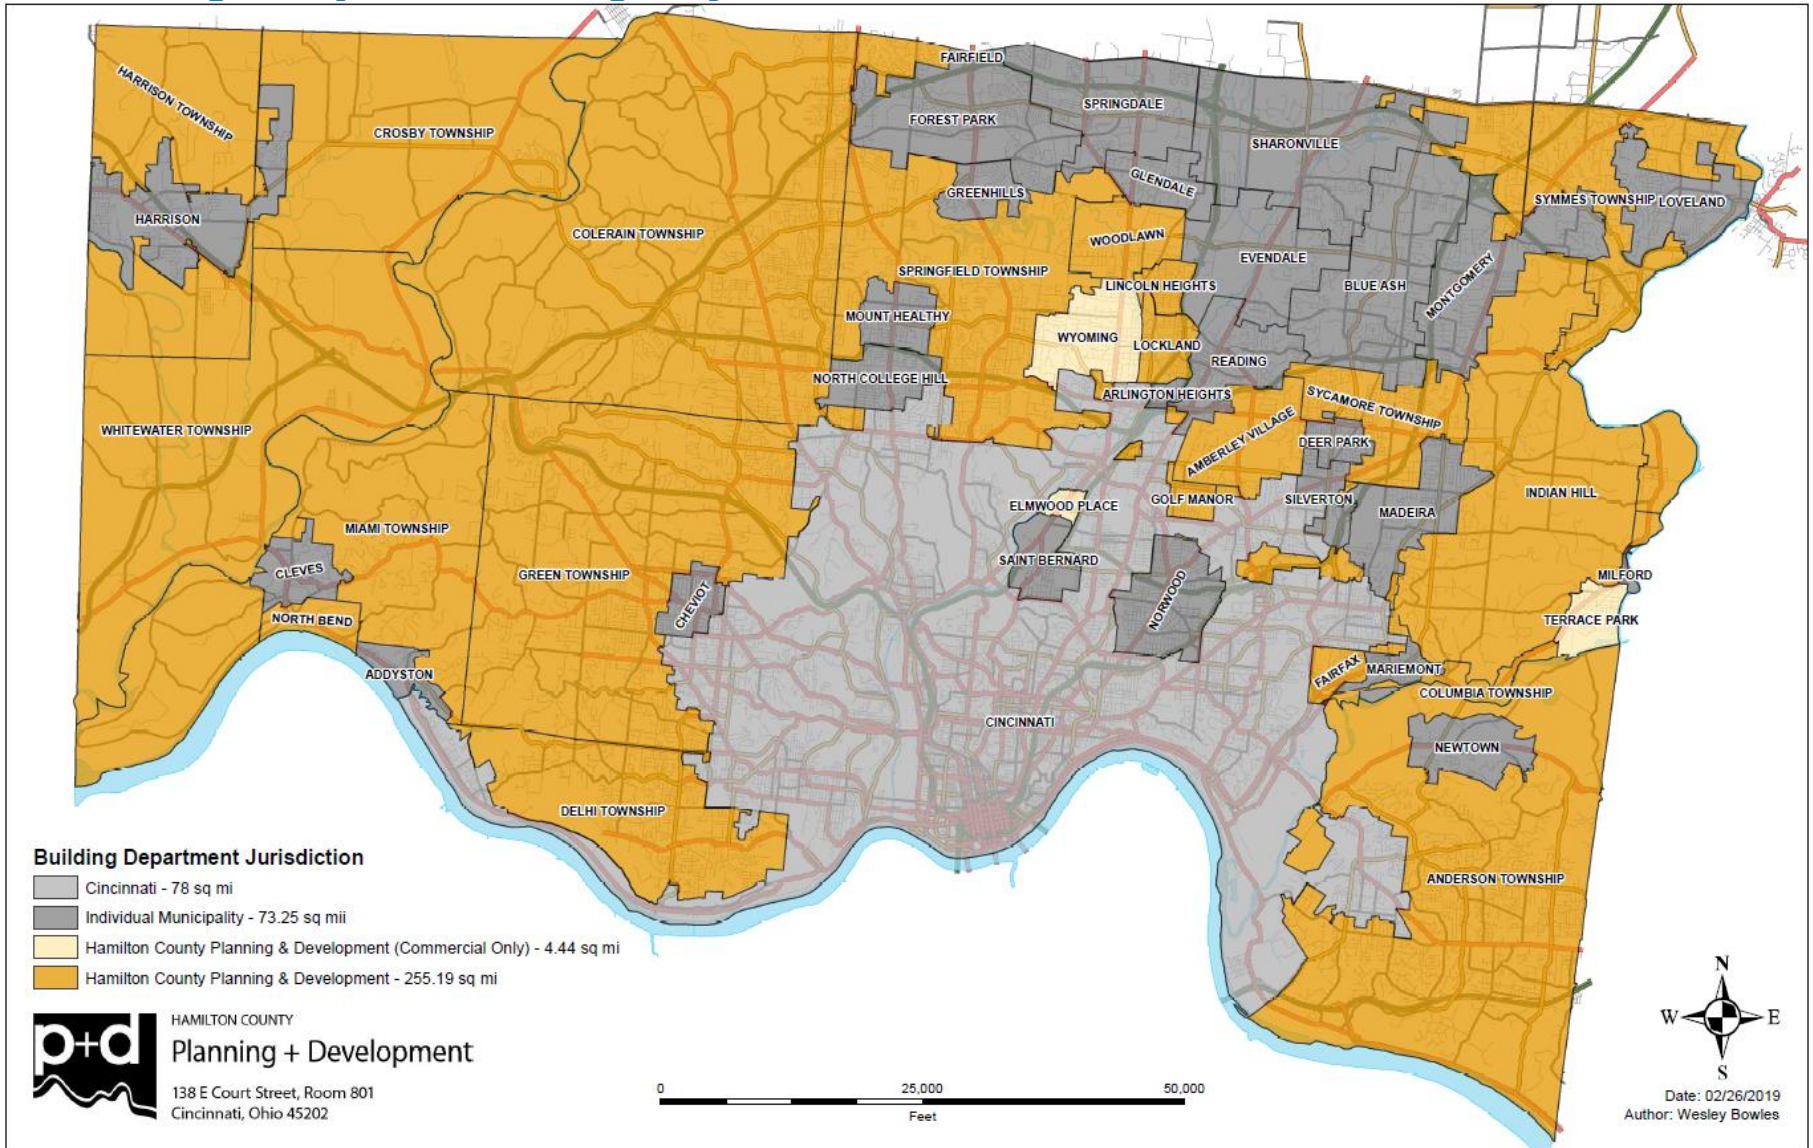 FAIRFIELD
HARRISON TOWNSHIP
SPRINGDALE
FOREST PARK
CROSBY TOWNSHIP
SHARONVILLE
GLENDALE
GREENHILLS
SYMMES TOWNSHIP
LOVELAND
HARRISON
COLERAIN TOWNSHIP
WOODLAWN
EVENDALE
SPRINGFIELD TOWNSHIP
LINCOLN HEIGHTS
BLUE ASH
MONTGOMERY
MOUNT HEALTHY
WYOMING
LOCKLAND
READING
NORTH COLLEGE HILL
ARLINGTON HEIGHTS
SYCAMORE TOWNSHIP
WHITEWATER TOWNSHIP
AMBERLEY VILLAGE
DEER PARK
INDIAN HILL
ELMWOOD PLACE
GOLF MANOR
SILVERTON
MADEIRA
MIAMI TOWNSHIP
SAINT BERNARD
CLEVES
GREEN TOWNSHIP
MILFORD
CHEVIOT
NORWOOD
NORTH BEND
TERRACE PARK
ADDYSTON
FAIRFAX
MARIEMONT
COLUMBIA TOWNSHIP
CINCINNATI
NEWTOWN
DELHI TOWNSHIP
ANDERSON TOWNSHIP
Building Department Jurisdiction
Cincinnati - 78 sq mi
Individual Municipality - 73.25 sq mii
Hamilton County Planning & Development (Commercial Only) - 4.44 sq mi
Hamilton County Planning & Development - 255.19 sq mi
p+d
HAMILTON COUNTY
Planning + Development
138 E Court Street, Room 801
Cincinnati, Ohio 45202
0 25,000 50,000
Feet
N
W E
S
Date: 02/26/2019
Author: Wesley Bowles